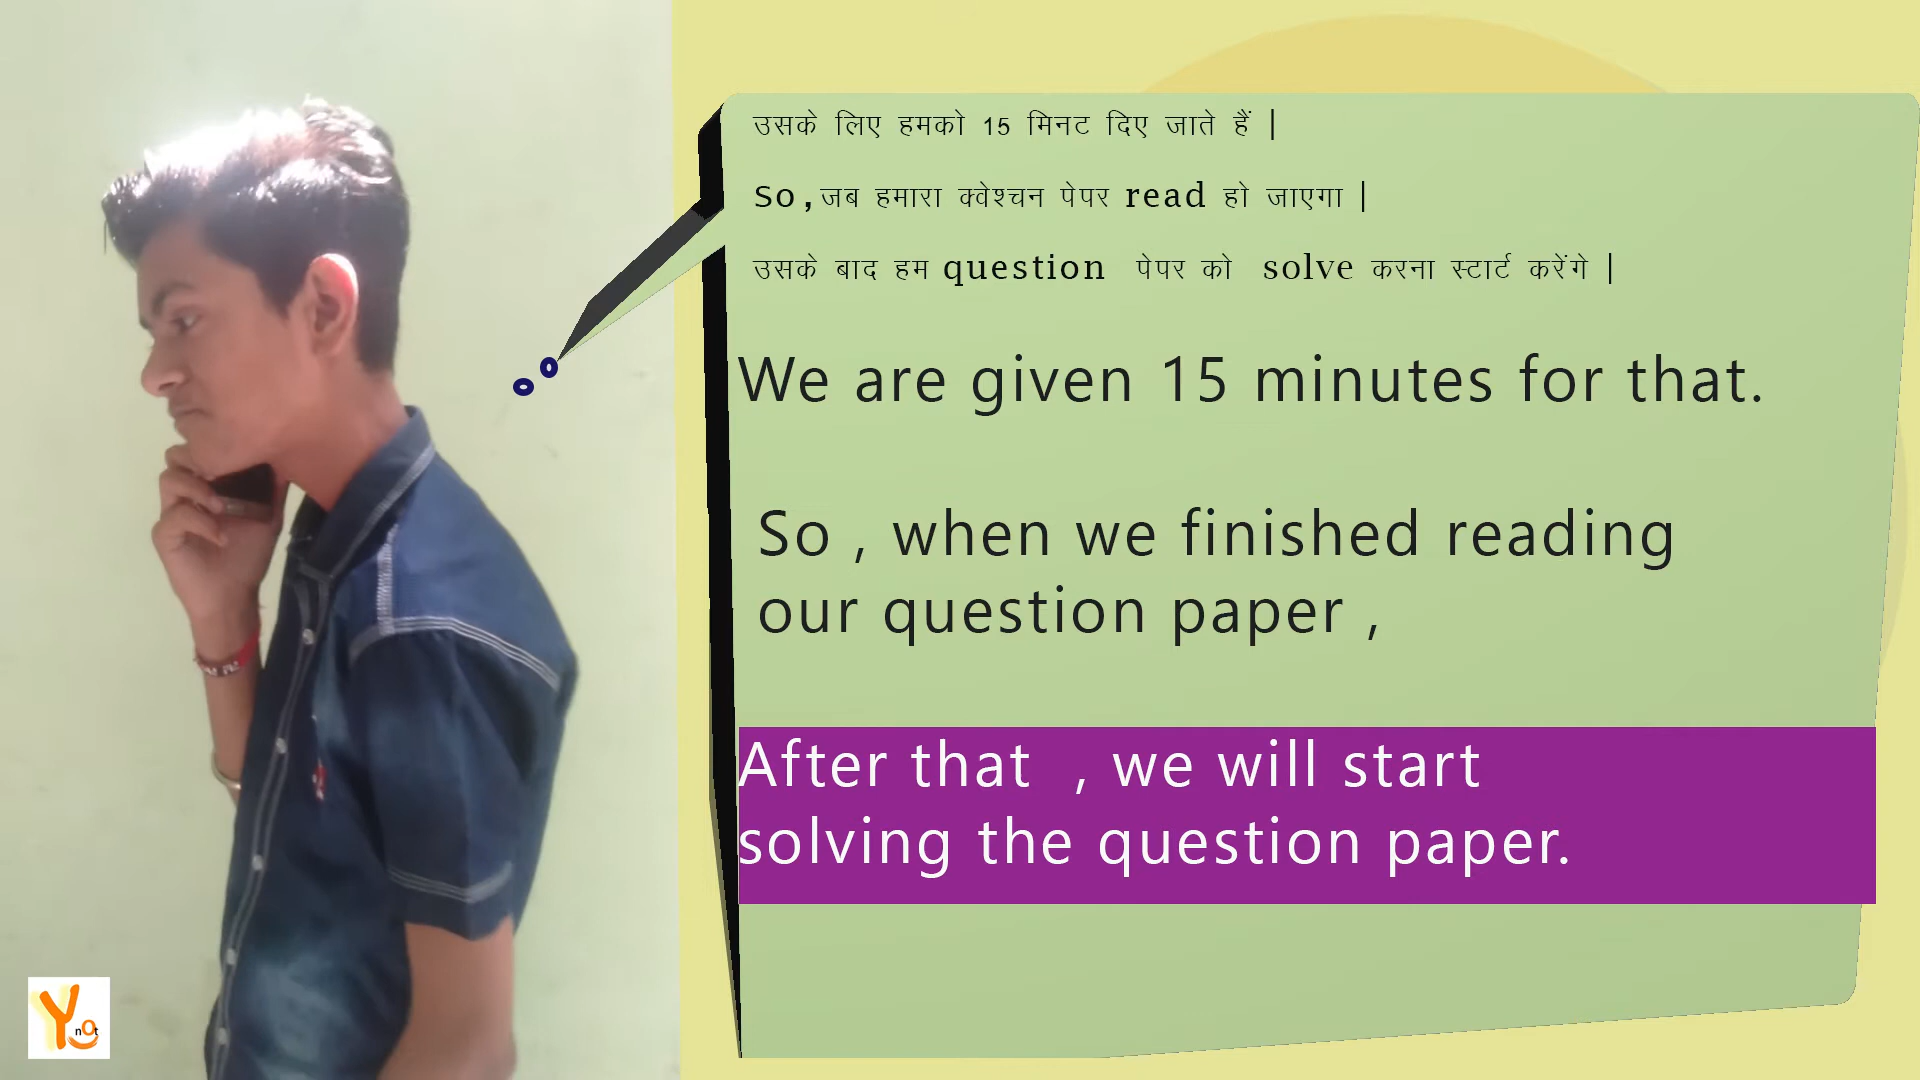 उसके लिए हमको 15 मिनट दिए जाते हैं |
So,जब हमारा क्वेश्चन पेपर read हो जाएगा |
उसके बाद हम question पेपर को solve करना स्टार्ट करेंगे |
We are given 15 minutes for that.
So , when we finished reading
our question paper ,
After that , we will start
solving the question paper.
Y nOt